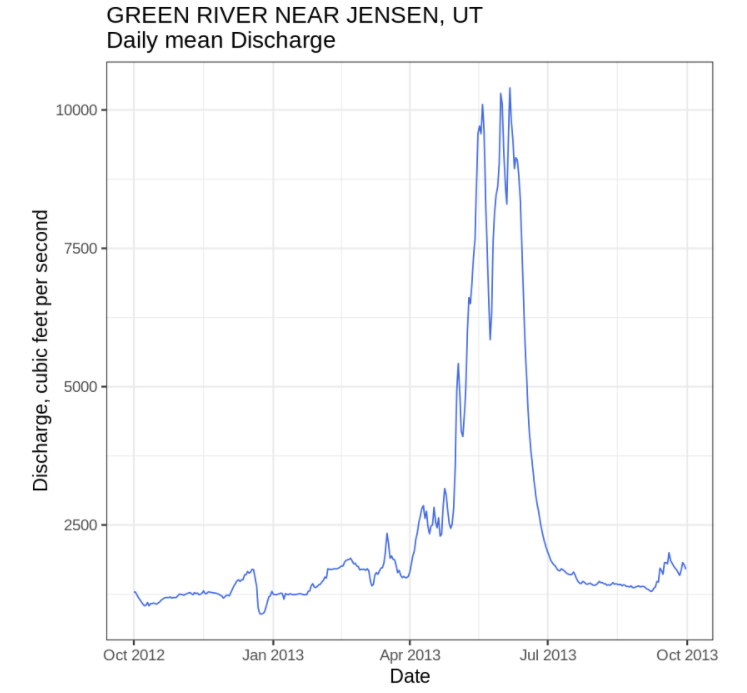 GREEN RIVER NEAR JENSEN, UT
Daily mean Discharge
10000
7500
5000
2500
Discharge, cubic feet per second
Oct 2012 Jan 2013 Apr 2013 Jul 2013 Oct 2013
Date